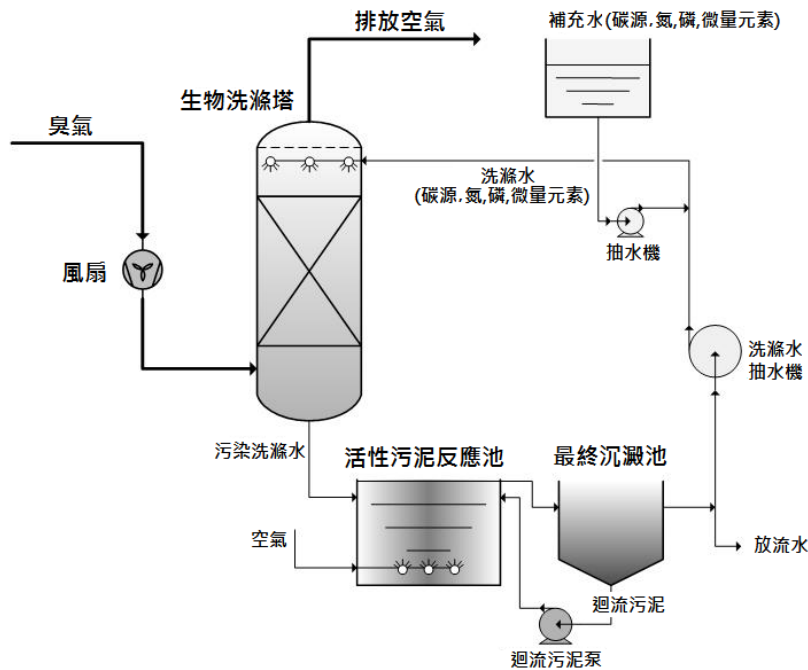 排放空氣
補充水(碳源,氮,磷,微量元素)
生物洗滌塔
臭氣
洗滌水
(碳源,氮,磷,微量元素)
抽水機
風扇
洗滌水
抽水機
污染洗滌水
活性污泥反應池
最終沉澱池
空氣
放流水
迴流污泥
迴流污泥泵